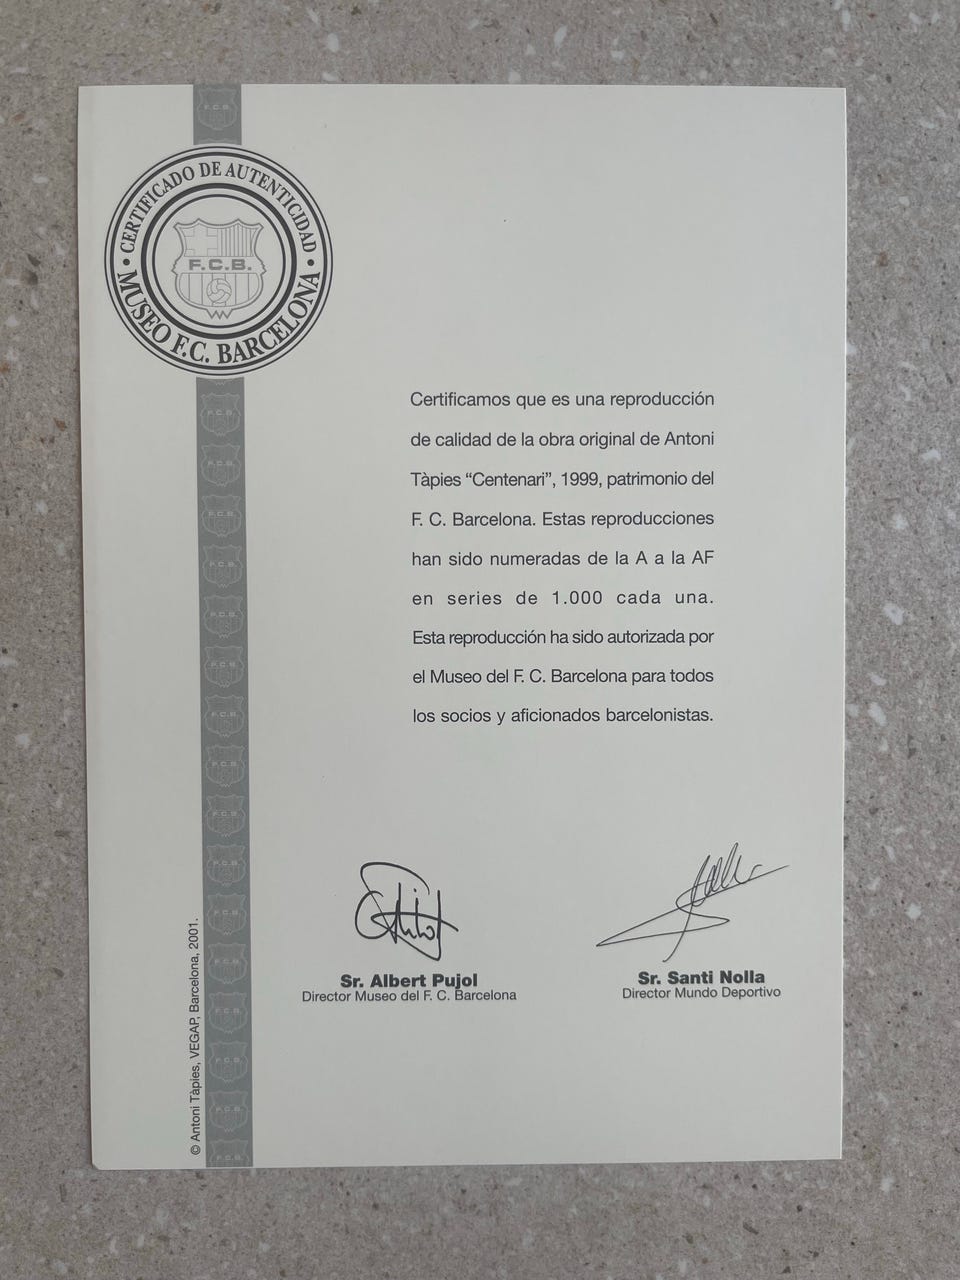 CERTIFICADO DE AUTENTICIDAD
F.C.B.
MUSEO F.C. BARCELONA
Certificamos que es una reproducción
de calidad de la obra original de Antoni
Tàpies “Centenari”, 1999, patrimonio del
F. C. Barcelona. Estas reproducciones
han sido numeradas de la A a la AF
en series de 1.000 cada una.
Esta reproducción ha sido autorizada por
el Museo del F. C. Barcelona para todos
los socios y aficionados barcelonistas.
Sr. Albert Pujol
Director Museo del F. C. Barcelona
Sr. Santi Nolla
Director Mundo Deportivo
© Antoni Tàpies, VEGAP, Barcelona, 2001.